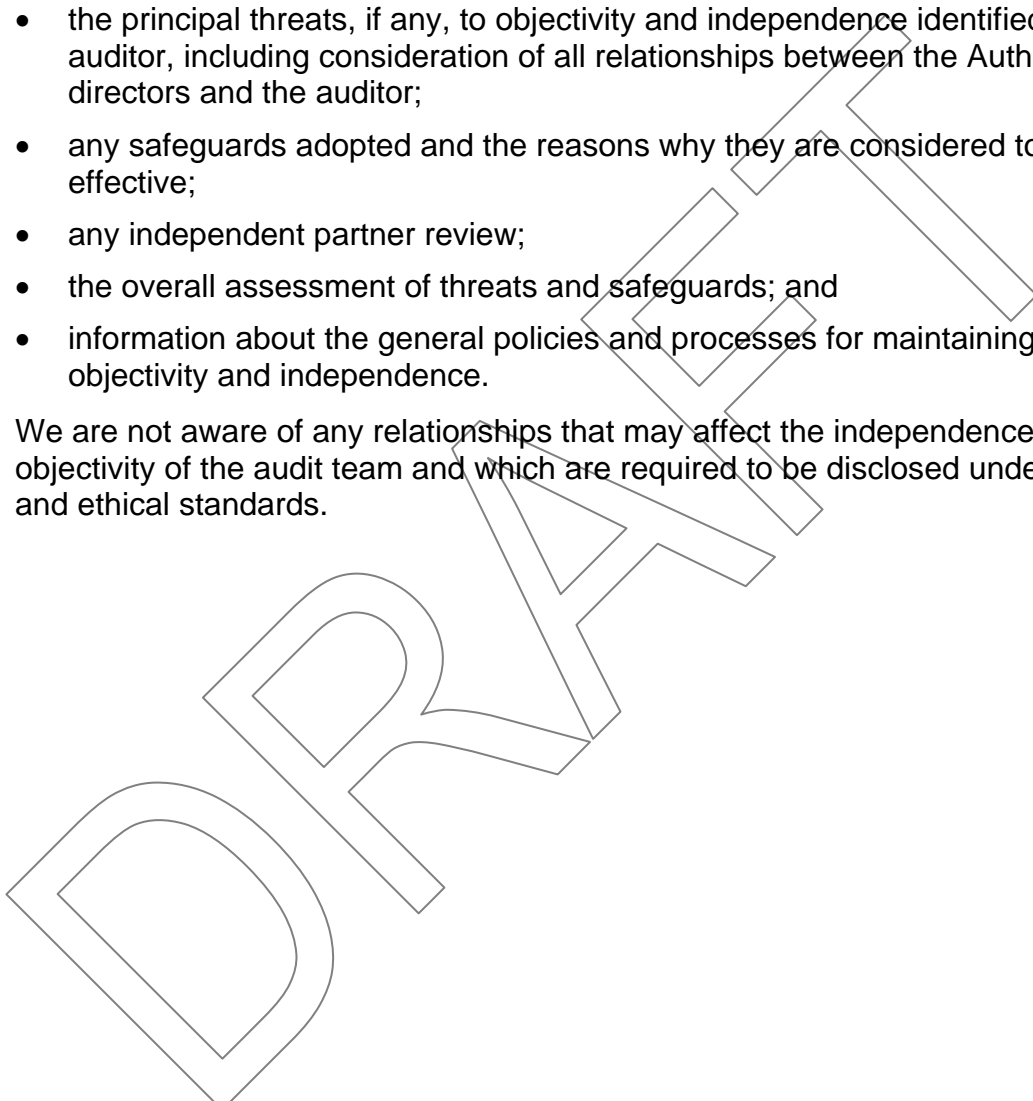 • the principal threats, if any, to objectivity and independence identified
auditor, including consideration of all relationships between the Auth
directors and the auditor;
• any safeguards adopted and the reasons why they are considered to
effective;
• any independent partner review;
• the overall assessment of threats and safeguards; and
• information about the general policies and processes for maintaining
objectivity and independence.
We are not aware of any relationships that may affect the independence
objectivity of the audit team and which are required to be disclosed unde
and ethical standards.
DRAFT